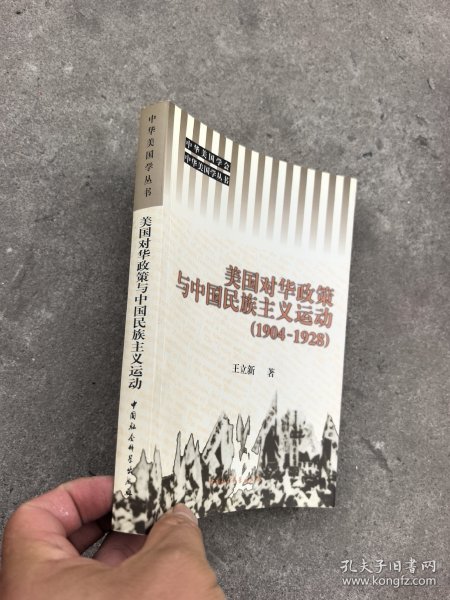 中华美国学丛书
美国对华政策与中国民族主义运动
中国社会科学出版社
中华美国学会
中华美国学丛书
美国对华政策
与中国民族主义运动
(1904-1928)
王立新 著
孔夫子旧书网
www.kongfz.com